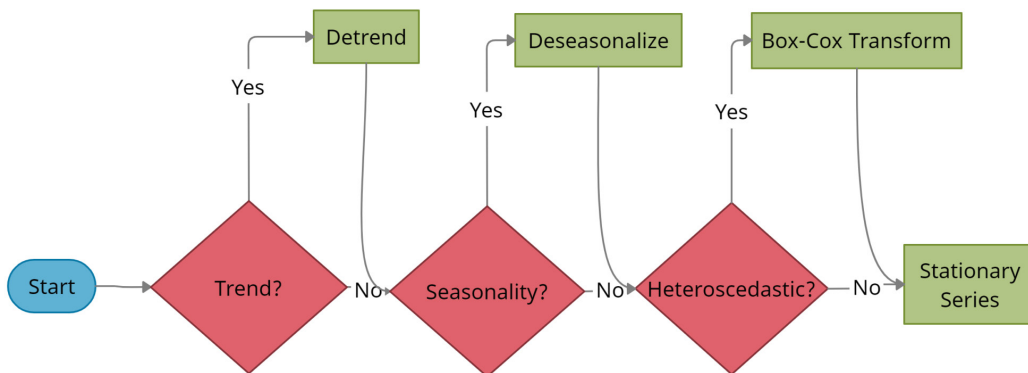 Detrend
Deseasonalize
Box-Cox Transform
Yes
Yes
Yes
Start
Trend?
No
Seasonality?
No
Heteroscedastic?
No
Stationary
Series